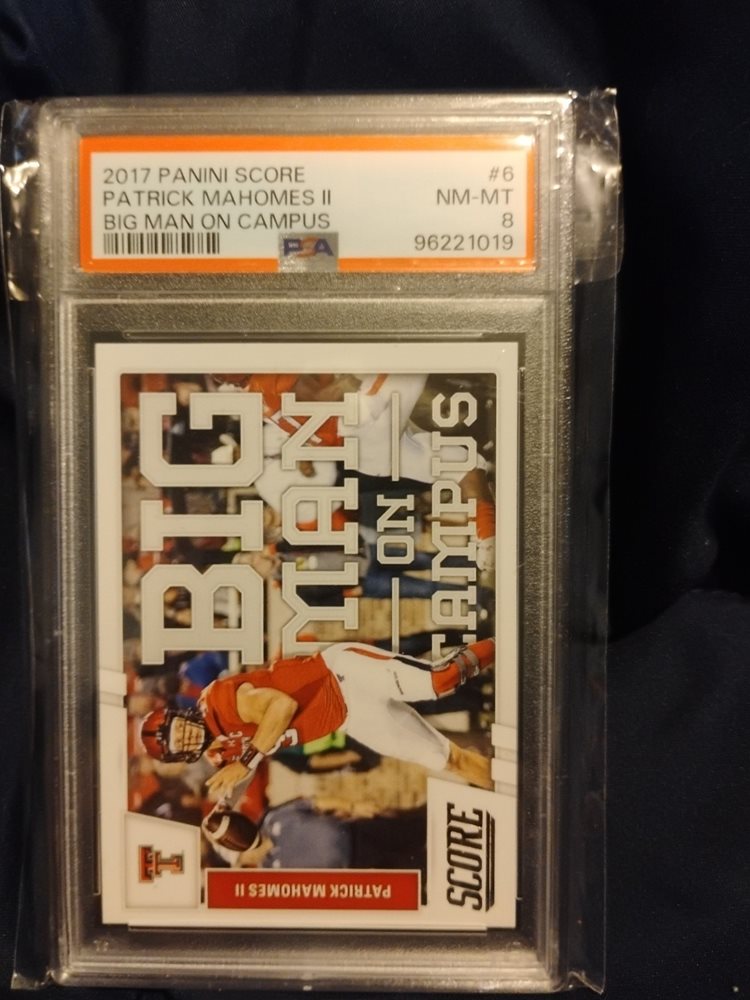 2017 PANINI SCORE #6
PATRICK MAHOMES II NM-MT
BIG MAN ON CAMPUS 8
PSA 96221019
BIG
MAN
ON
CAMPUS
PATRICK MAHOMES II
SCORE